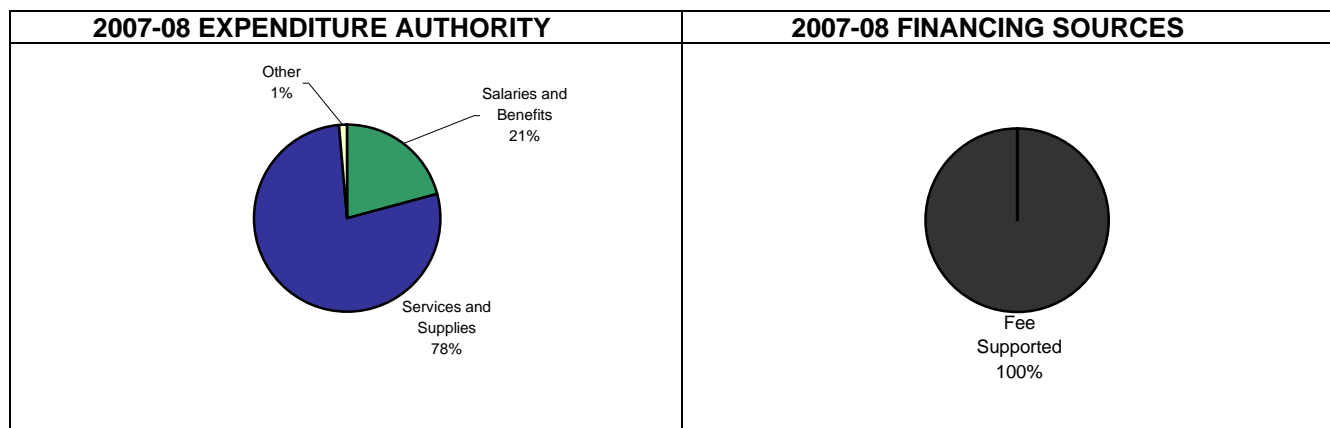 2007-08 EXPENDITURE AUTHORITY
2007-08 FINANCING SOURCES
Other
1%
Salaries and
Benefits
21%
Services and
Supplies
78%
Fee
Supported
100%